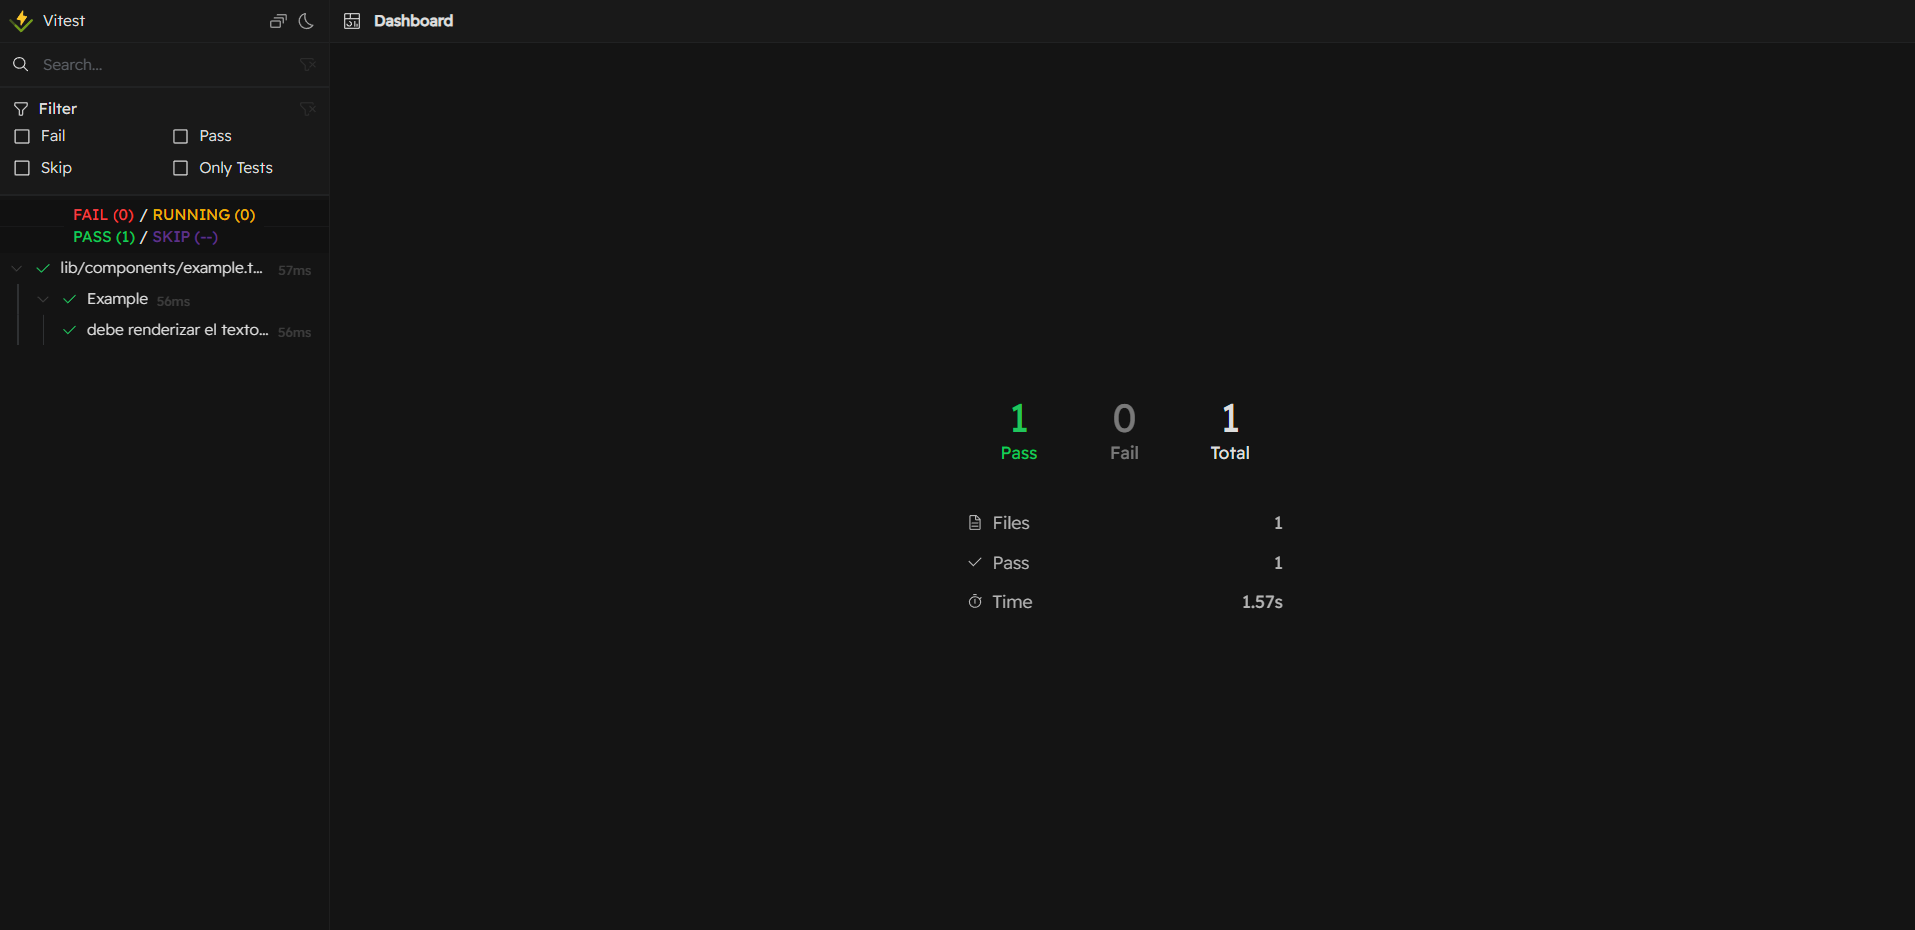 Vitest
Dashboard
Search...
Filter
Fail
Pass
Skip
Only Tests
FAIL (0) / RUNNING (0)
PASS (1) / SKIP (--)
lib/components/example.t... 57ms
Example 56ms
debe renderizar el texto... 56ms
1 0 1
Pass Fail Total
Files 1
Pass 1
Time 1.57s